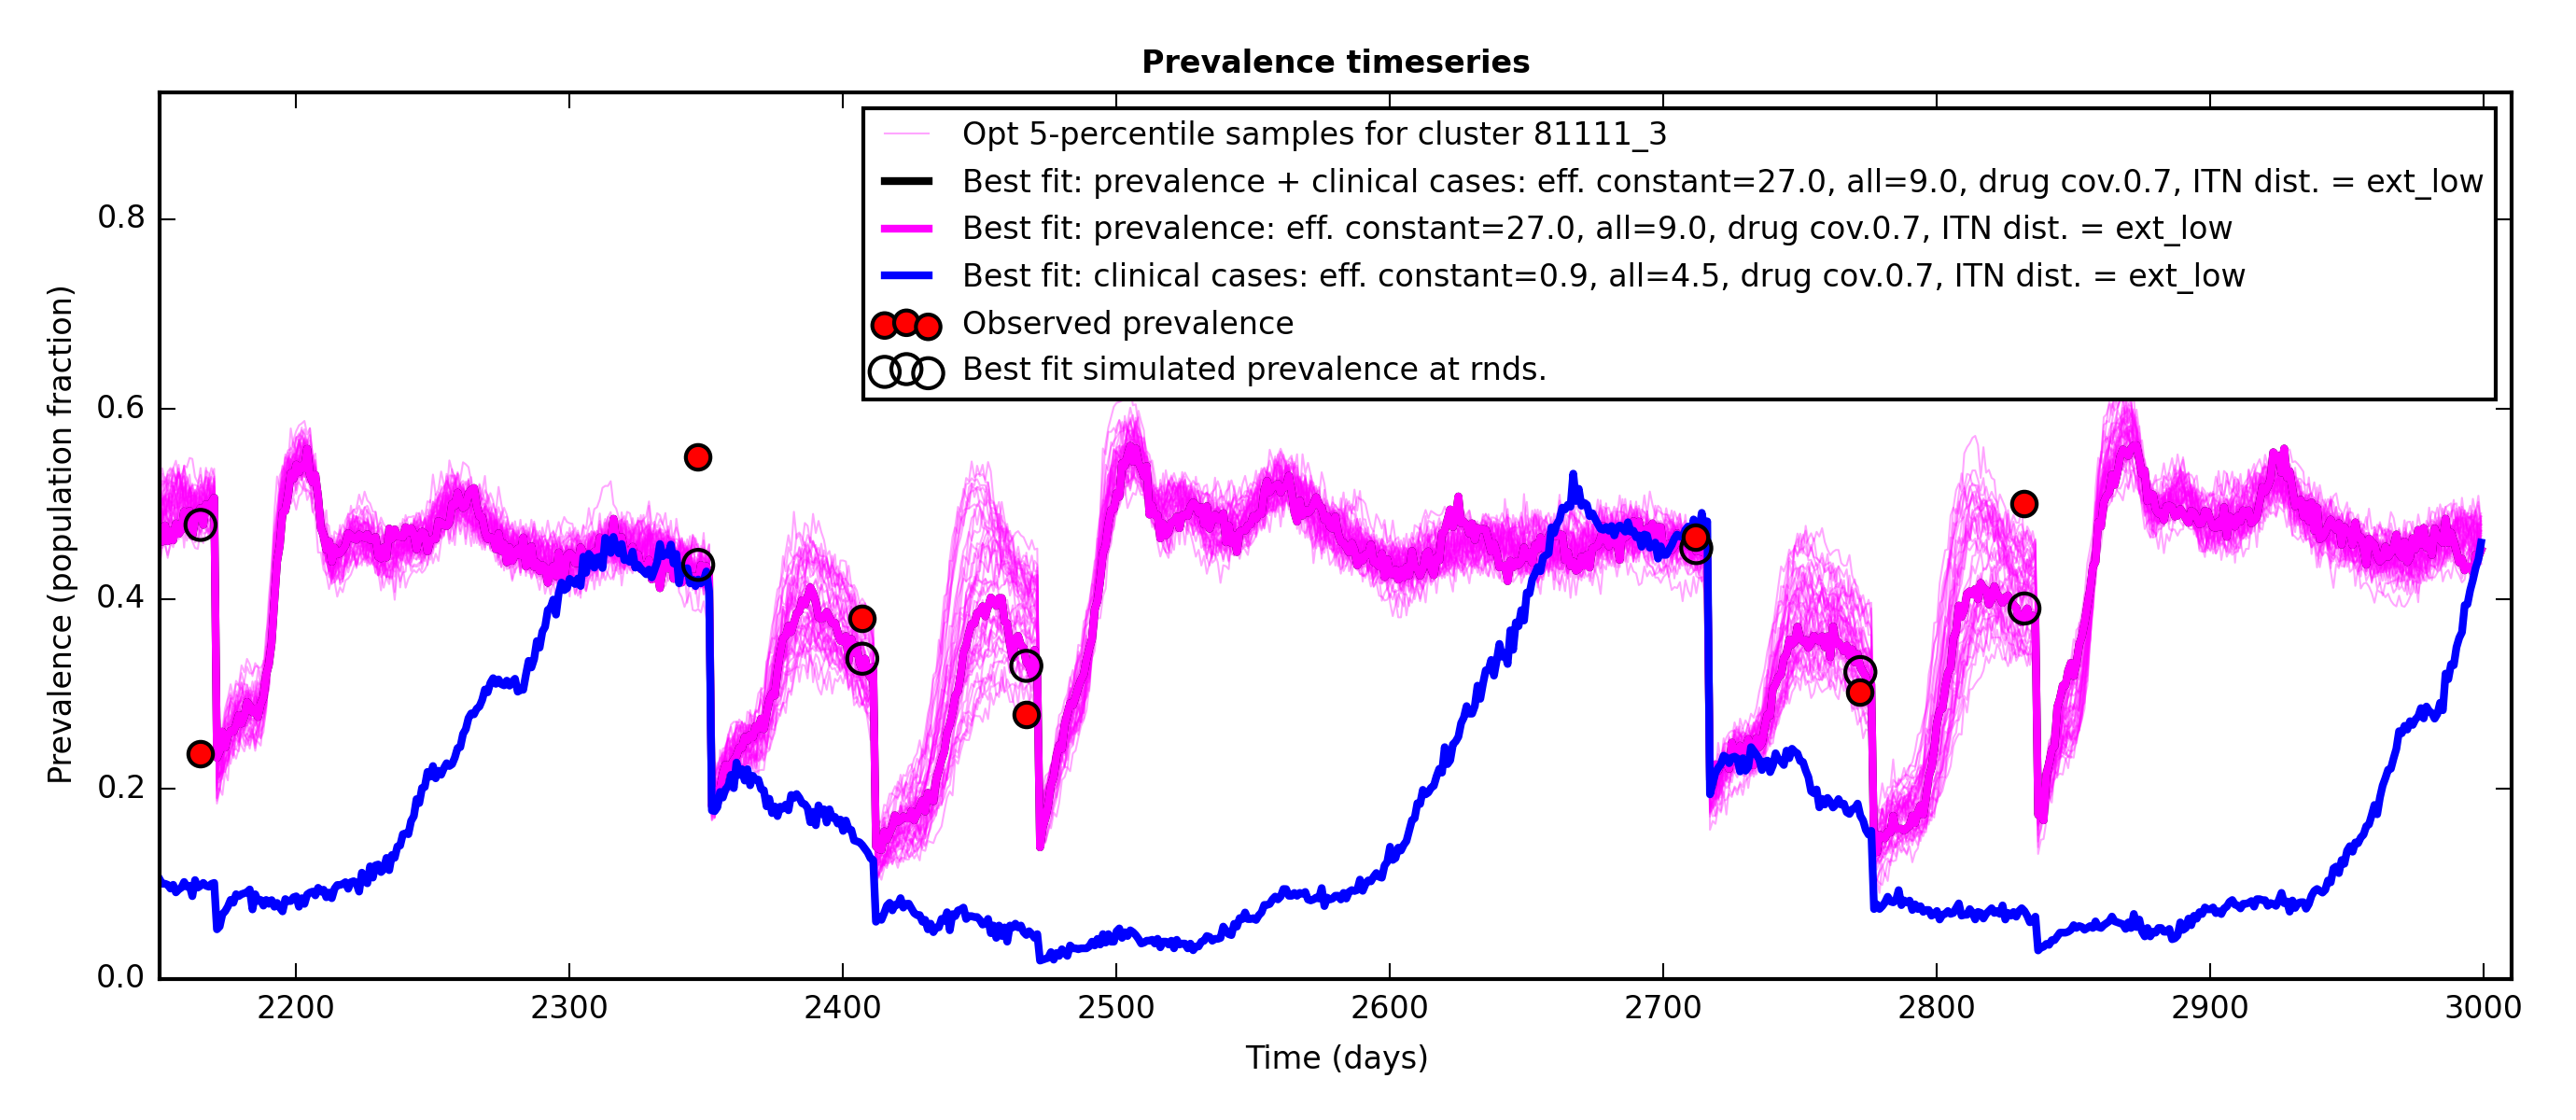 Prevalence timeseries
Opt 5-percentile samples for cluster 81111_3
Best fit: prevalence + clinical cases: eff. constant=27.0, all=9.0, drug cov.0.7, ITN dist. = ext_low
Best fit: prevalence: eff. constant=27.0, all=9.0, drug cov.0.7, ITN dist. = ext_low
Best fit: clinical cases: eff. constant=0.9, all=4.5, drug cov.0.7, ITN dist. = ext_low
Observed prevalence
Best fit simulated prevalence at rnds.
Prevalence (population fraction)
0.8
0.6
0.4
0.2
0.0
2200 2300 2400 2500 2600 2700 2800 2900 3000
Time (days)